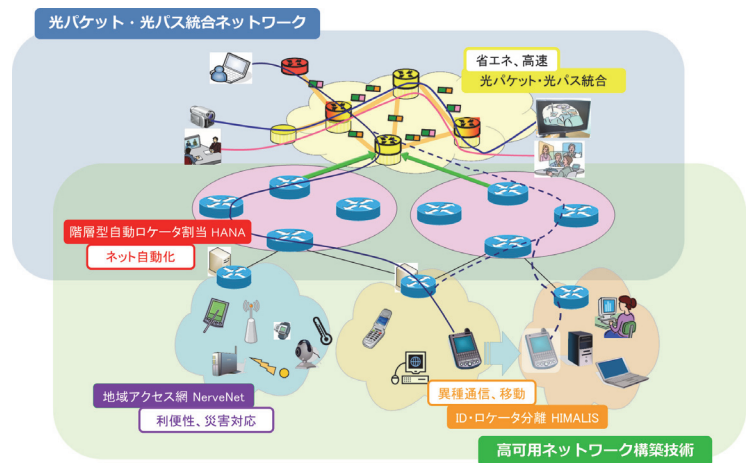 光パケット・光パス統合ネットワーク
省エネ、高速
光パケット・光パス統合
階層型自動ロケータ割当 HANA
ネット自動化
地域アクセス網 NerveNet
利便性、災害対応
異種通信、移動
ID・ロケータ分離 HIMALIS
高可用ネットワーク構築技術